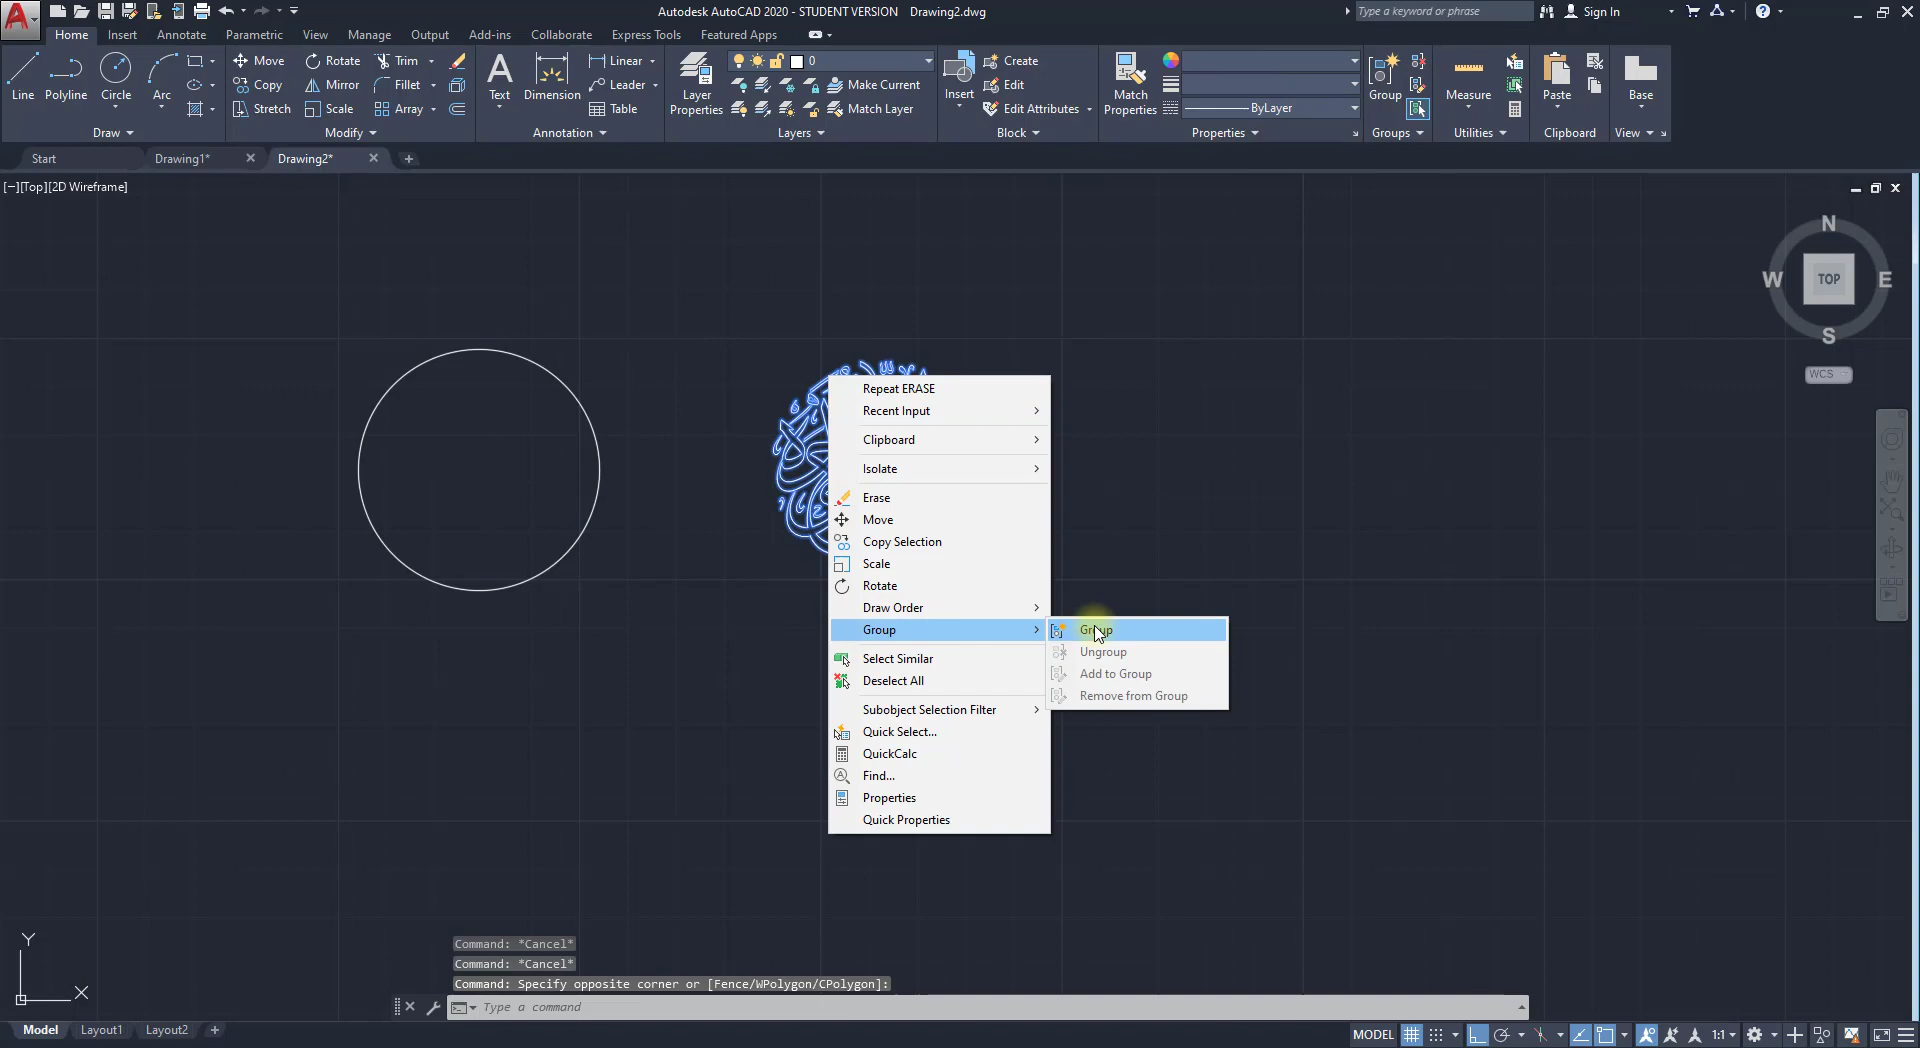 Autodesk AutoCAD 2020 - STUDENT VERSION Drawing2.dwg
Type a keyword or phrase
Sign In
Home Insert Annotate Parametric View Manage Output Add-ins Collaborate Express Tools Featured Apps
Line Polyline Circle Arc
Draw
Move Rotate Trim
Copy Mirror Fillet
Stretch Scale Array
Modify
Text Dimension
Linear
Leader
Table
Annotation
Layer Properties
0
Make Current
Match Layer
Layers
Insert
Create
Edit
Edit Attributes
Block
Match Properties
ByLayer
Properties
Group
Groups
Measure
Utilities
Paste
Clipboard
Base
View
Start Drawing1* Drawing2*
[−][Top][2D Wireframe]
N
W TOP E
S
WCS
Repeat ERASE
Recent Input
Clipboard
Isolate
Erase
Move
Copy Selection
Scale
Rotate
Draw Order
Group
Select Similar
Deselect All
Subobject Selection Filter
Quick Select...
QuickCalc
Find...
Properties
Quick Properties
Group
Ungroup
Add to Group
Remove from Group
Y
X
Command: *Cancel*
Command: *Cancel*
Command: Specify opposite corner or [Fence/WPolygon/CPolygon]:
Type a command
Model Layout1 Layout2
MODEL
1:1